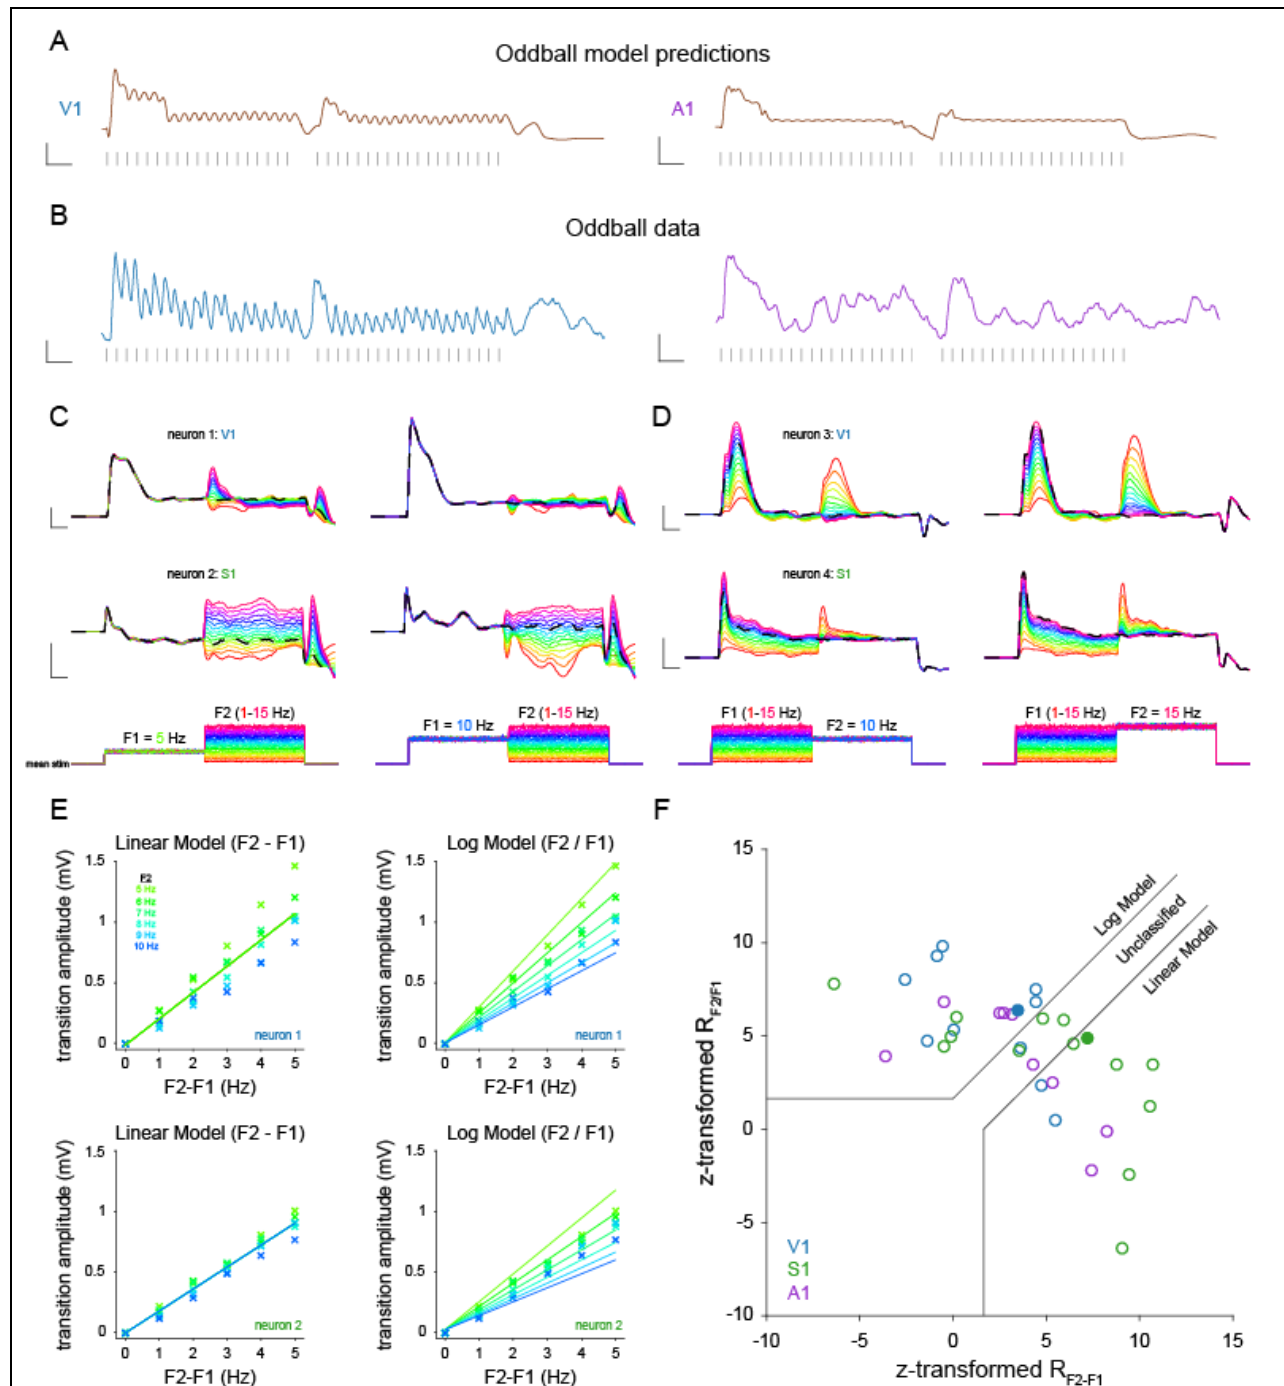 A
Oddball model predictions
V1
A1
B
Oddball data
C
neuron 1: V1
D
neuron 3: V1
neuron 2: S1
neuron 4: S1
F1 = 5 Hz
F2 (1-15 Hz)
F1 = 10 Hz
F2 (1-15 Hz)
F1 (1-15 Hz)
F2 = 10 Hz
F1 (1-15 Hz)
F2 = 15 Hz
mean stim
E
Linear Model (F2 - F1)
transition amplitude (mV)
1.5
1
0.5
0
F2
5 Hz
6 Hz
7 Hz
8 Hz
9 Hz
10 Hz
neuron 1
0 1 2 3 4 5
F2-F1 (Hz)
Log Model (F2 / F1)
transition amplitude (mV)
1.5
1
0.5
0
neuron 1
0 1 2 3 4 5
F2-F1 (Hz)
Linear Model (F2 - F1)
transition amplitude (mV)
1.5
1
0.5
0
neuron 2
0 1 2 3 4 5
F2-F1 (Hz)
Log Model (F2 / F1)
transition amplitude (mV)
1.5
1
0.5
0
neuron 2
0 1 2 3 4 5
F2-F1 (Hz)
F
z-transformed R F2/F1
15
10
5
0
-5
-10
Log Model
Unclassified
Linear Model
V1
S1
A1
-10 -5 0 5 10 15
z-transformed R F2-F1